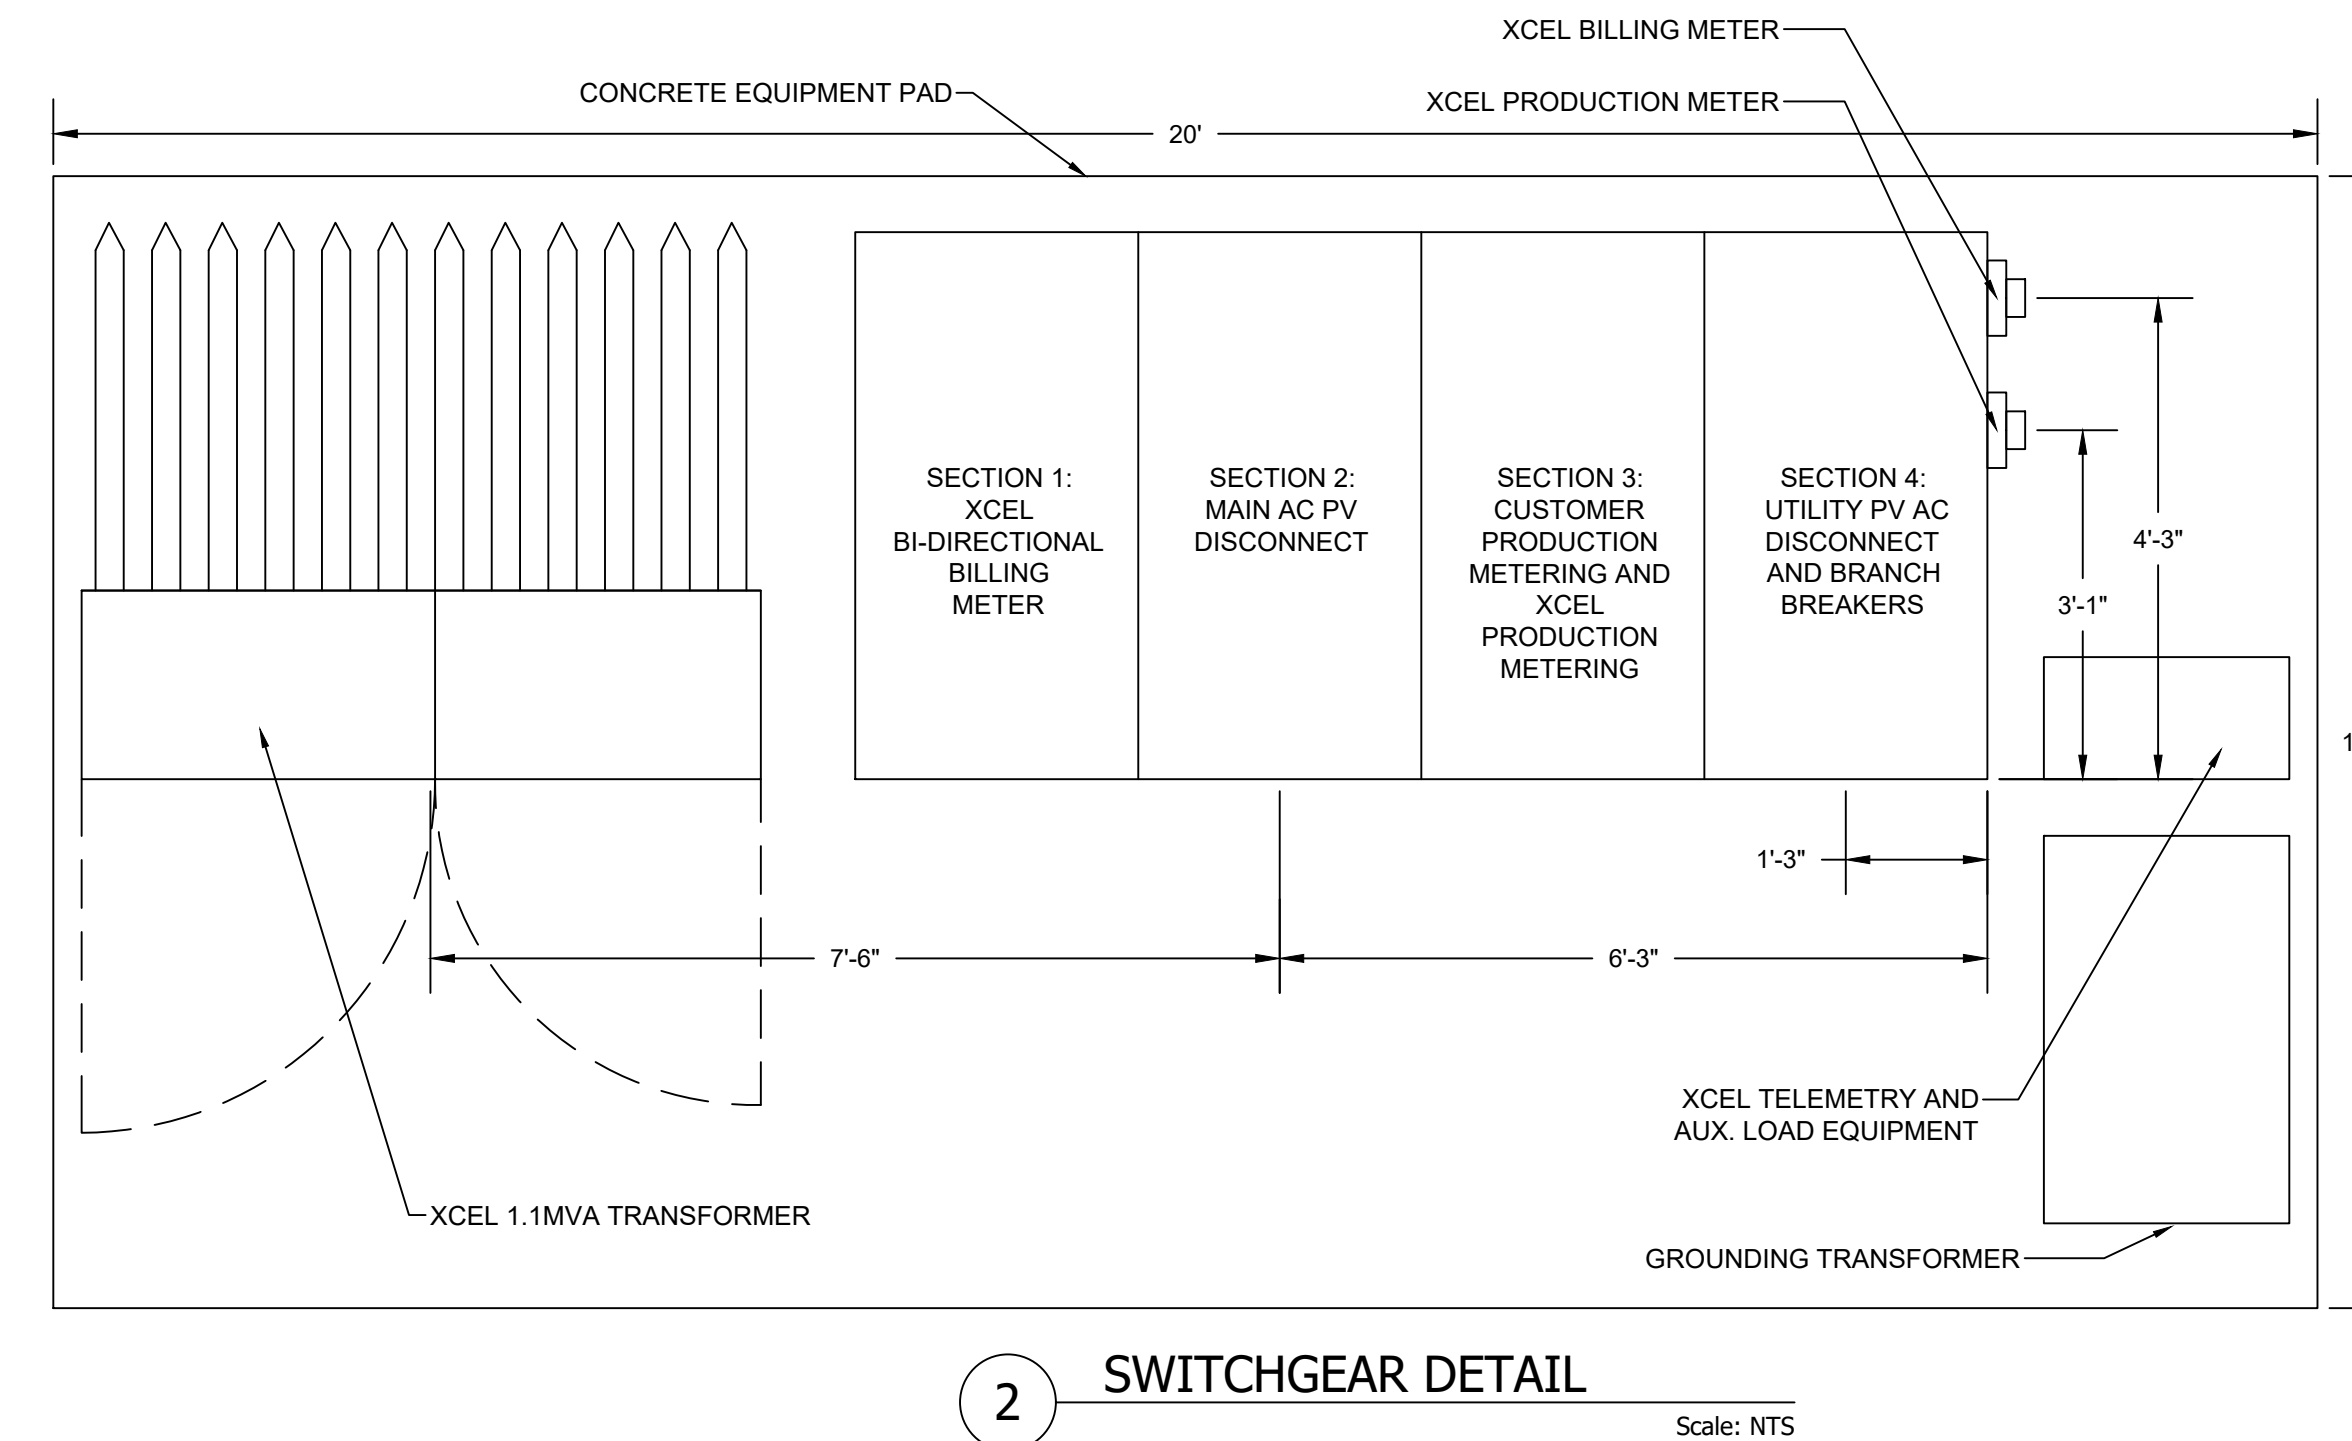 XCEL BILLING METER
CONCRETE EQUIPMENT PAD
XCEL PRODUCTION METER
20'
SECTION 1:
XCEL
BI-DIRECTIONAL
BILLING
METER
SECTION 2:
MAIN AC PV
DISCONNECT
SECTION 3:
CUSTOMER
PRODUCTION
METERING AND
XCEL
PRODUCTION
METERING
SECTION 4:
UTILITY PV AC
DISCONNECT
AND BRANCH
BREAKERS
4'-3"
3'-1"
1'-3"
7'-6"
6'-3"
XCEL TELEMETRY AND
AUX. LOAD EQUIPMENT
XCEL 1.1MVA TRANSFORMER
GROUNDING TRANSFORMER
2
SWITCHGEAR DETAIL
Scale: NTS